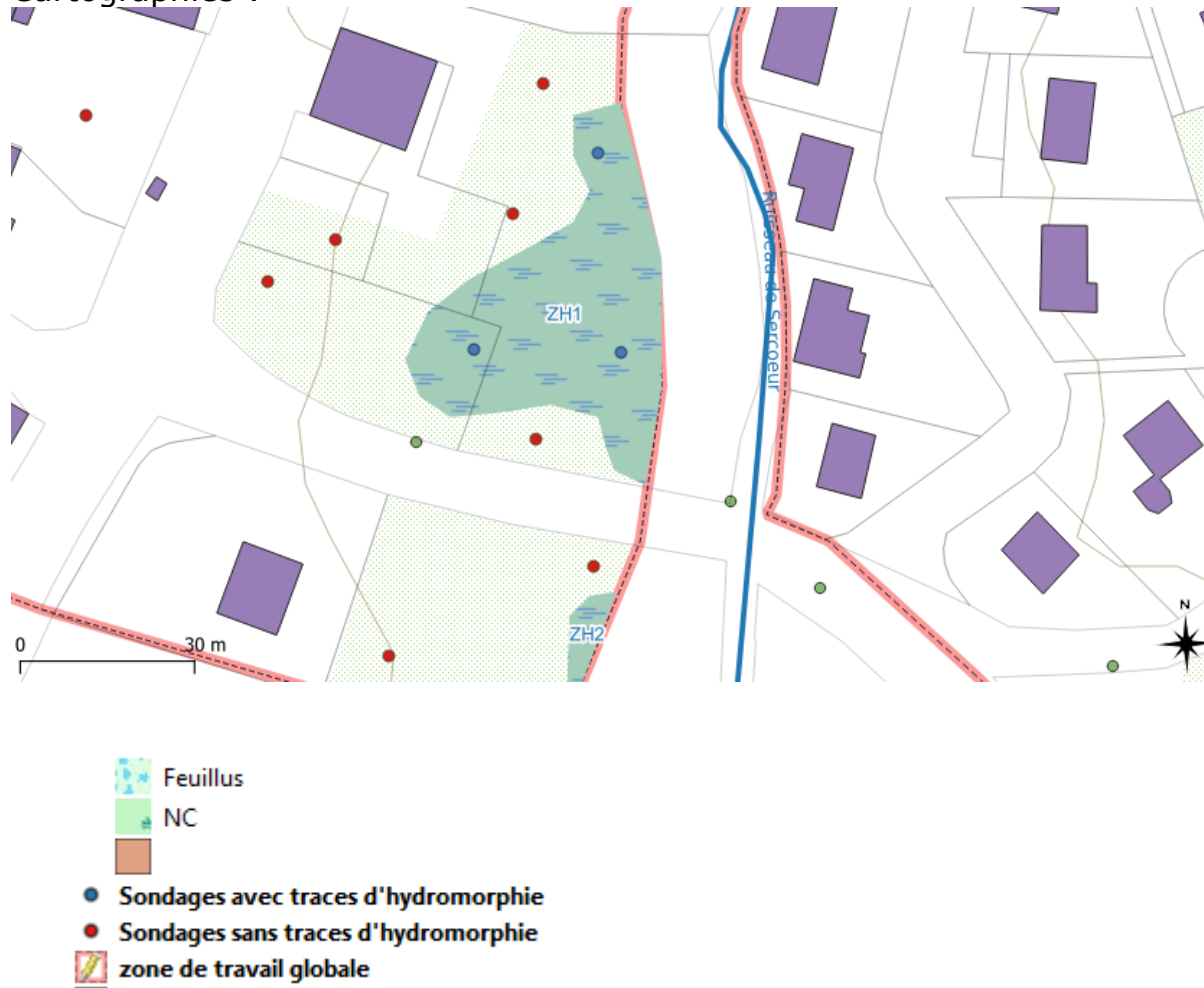 Cartographies :
ZH1
Ruisseau de Sercoeur
ZH2
N
0 30 m
Feuillus
NC
Sondages avec traces d'hydromorphie
Sondages sans traces d'hydromorphie
zone de travail globale